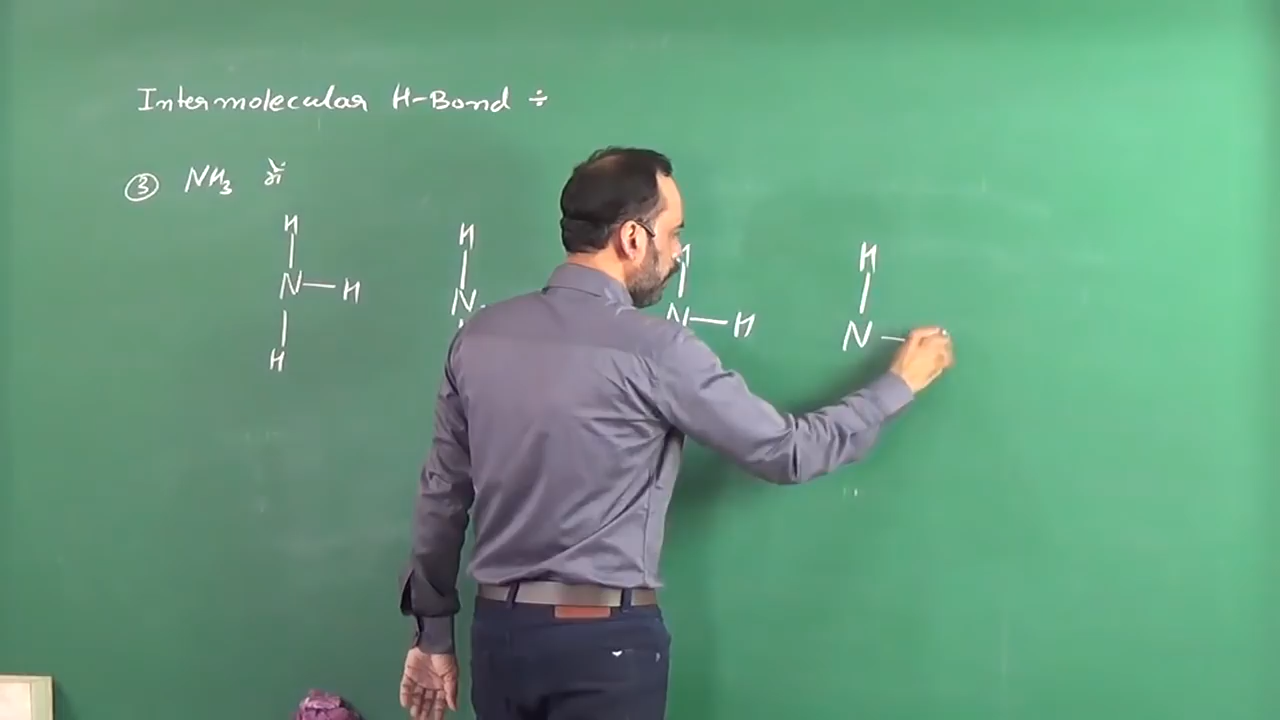 Intermolecular H-Bond ÷
③ NH₃ में
H H H H
N—H N N—H N—
H